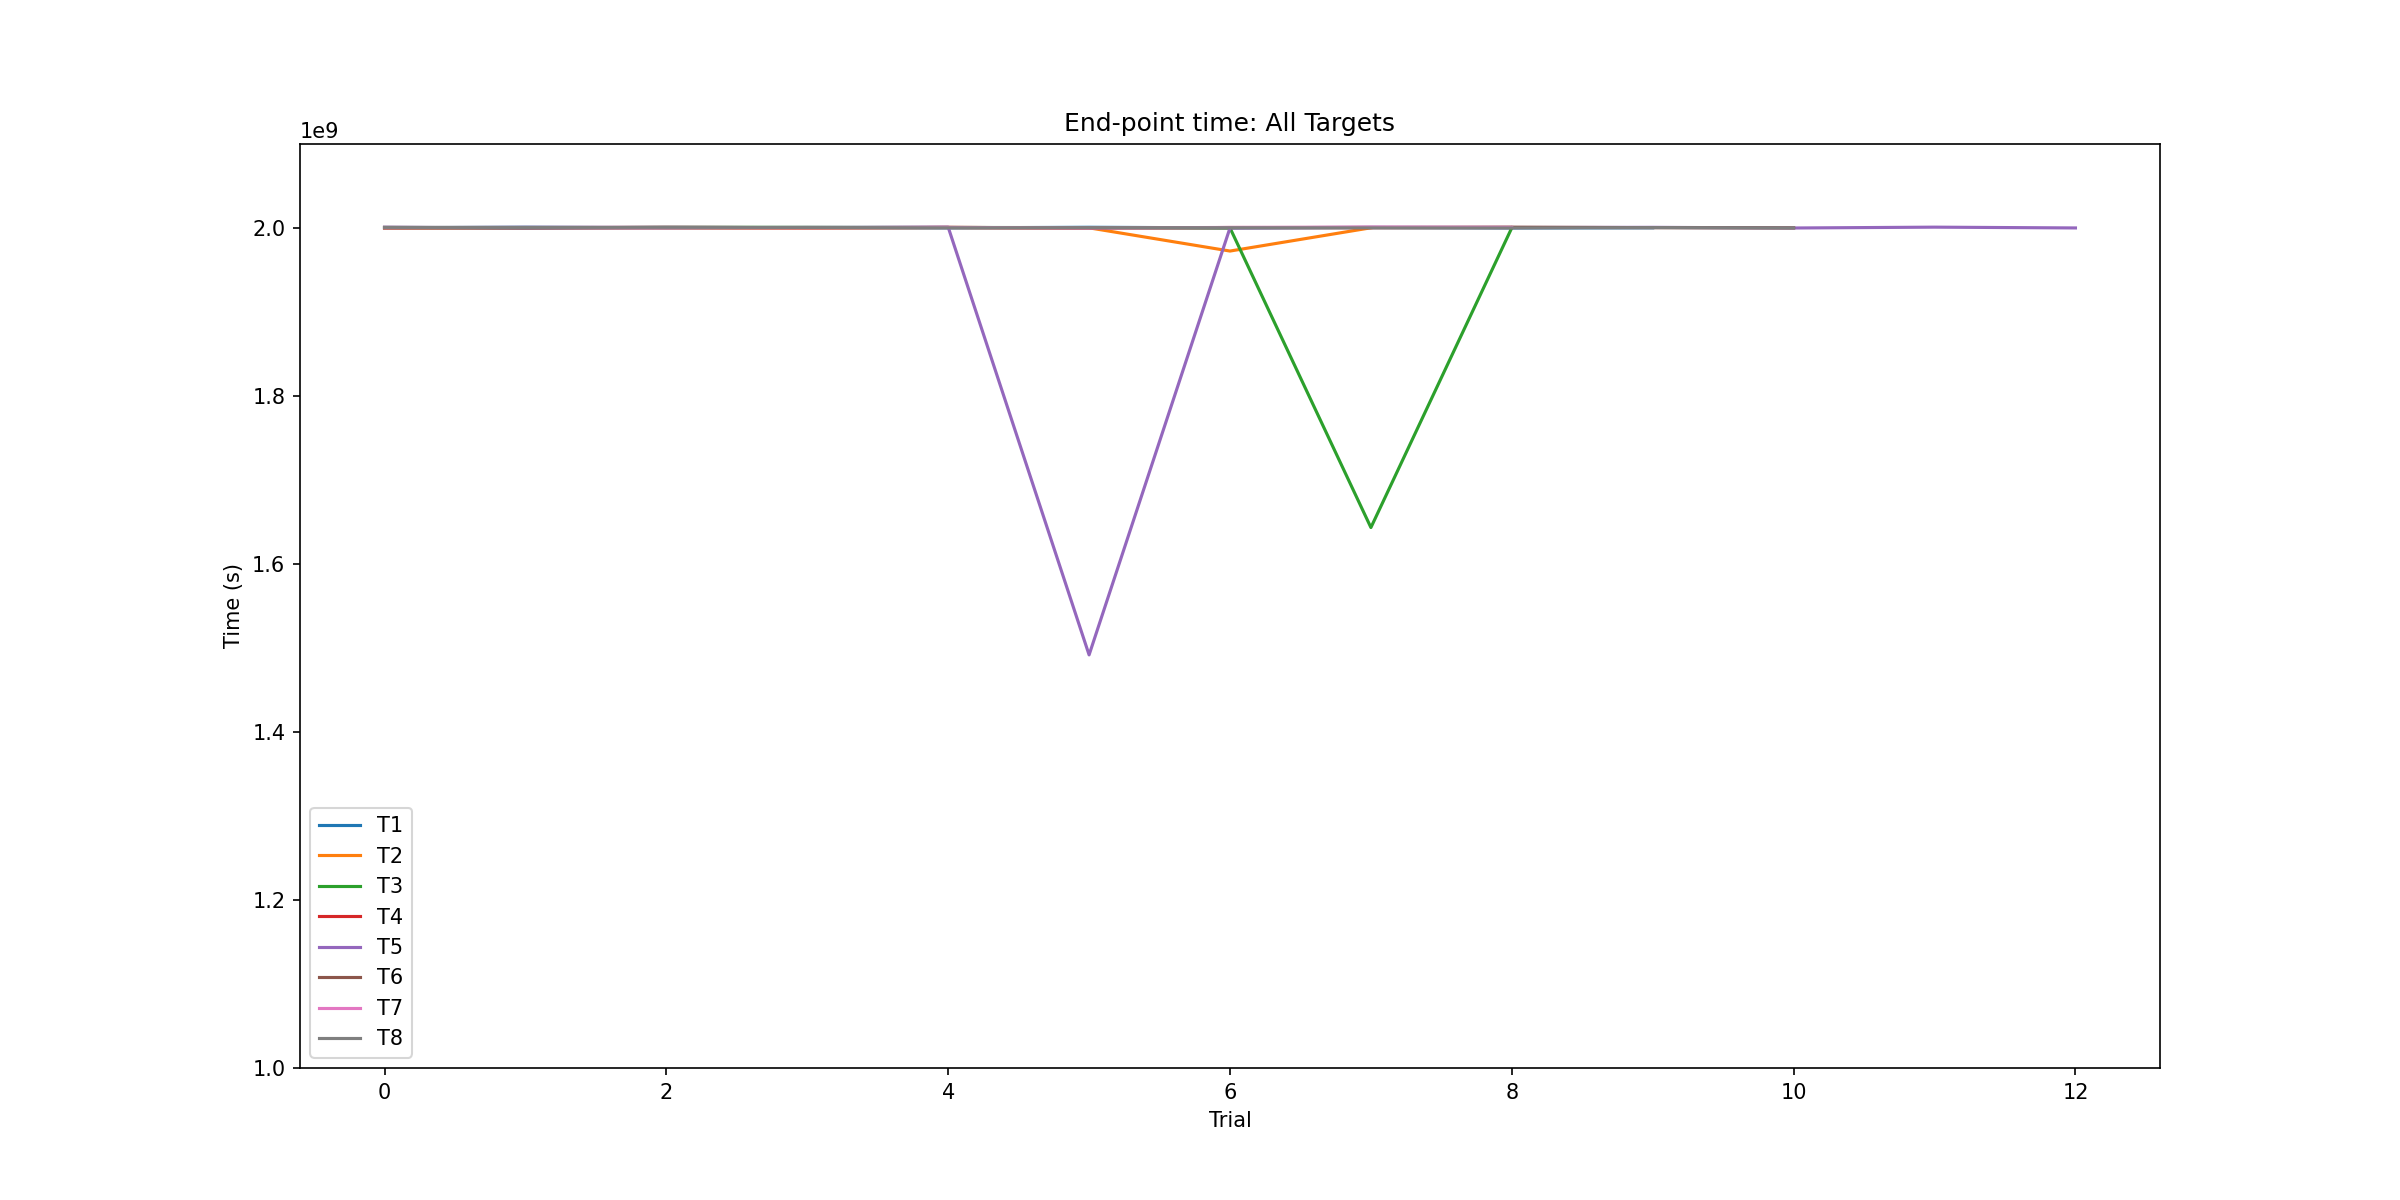 End-point time: All Targets
1e9
2.0
1.8
1.6
1.4
1.2
1.0
Time (s)
T1
T2
T3
T4
T5
T6
T7
T8
0 2 4 6 8 10 12
Trial